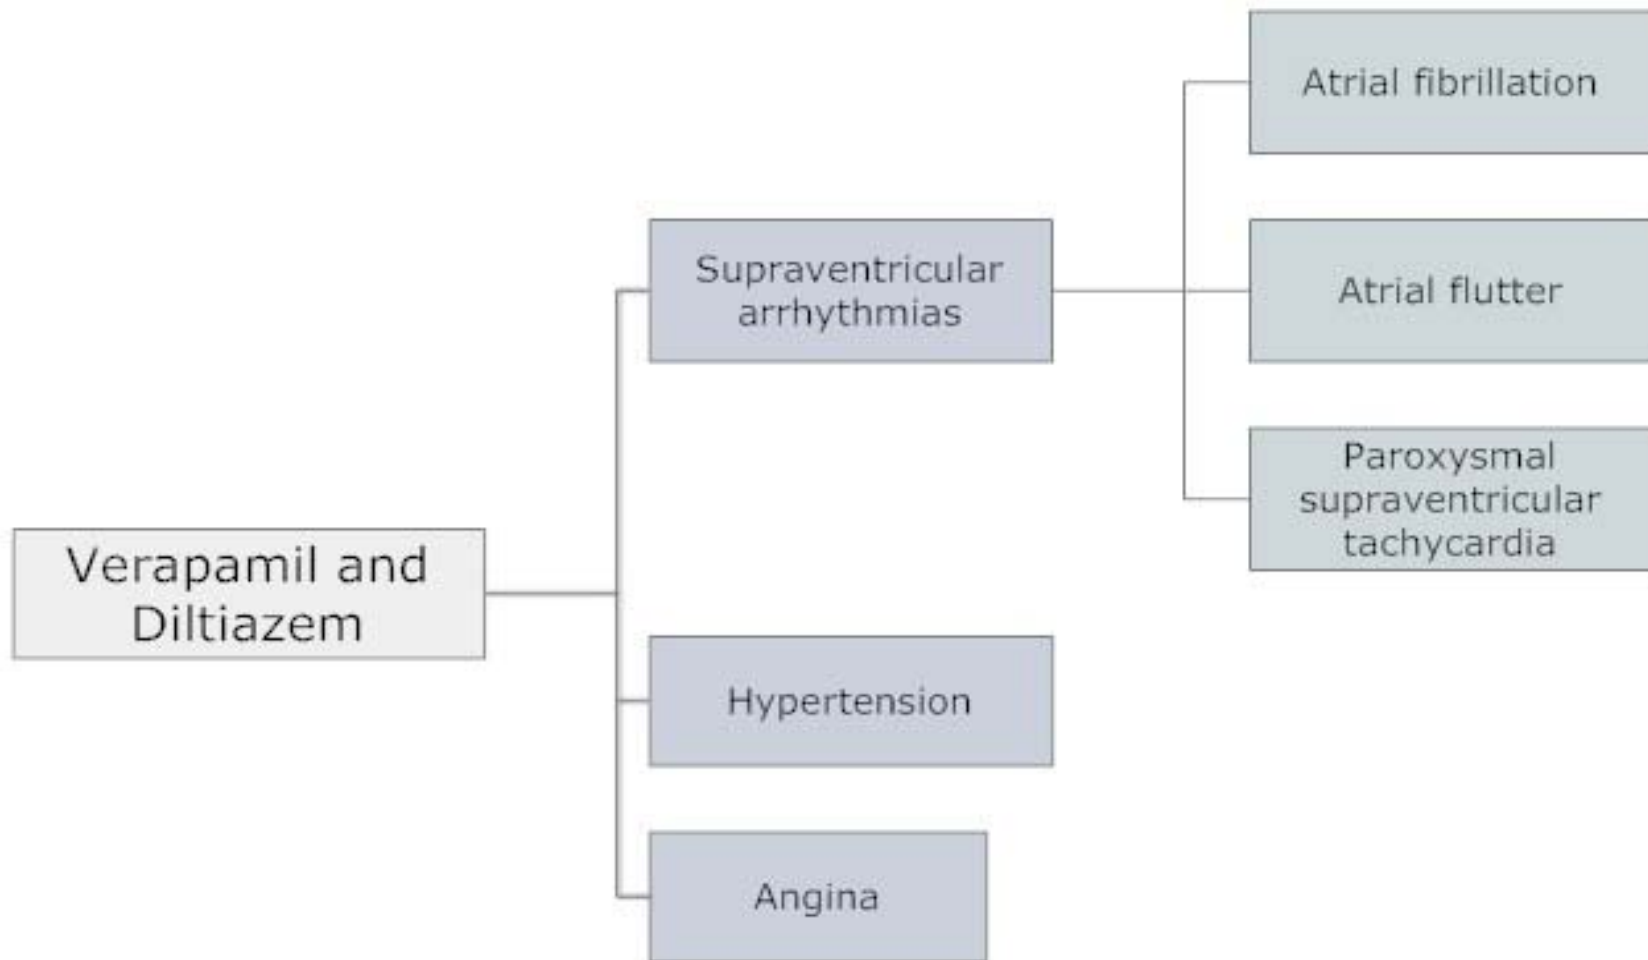 Atrial fibrillation
Supraventricular
arrhythmias
Atrial flutter
Paroxysmal
supraventricular
tachycardia
Verapamil and
Diltiazem
Hypertension
Angina